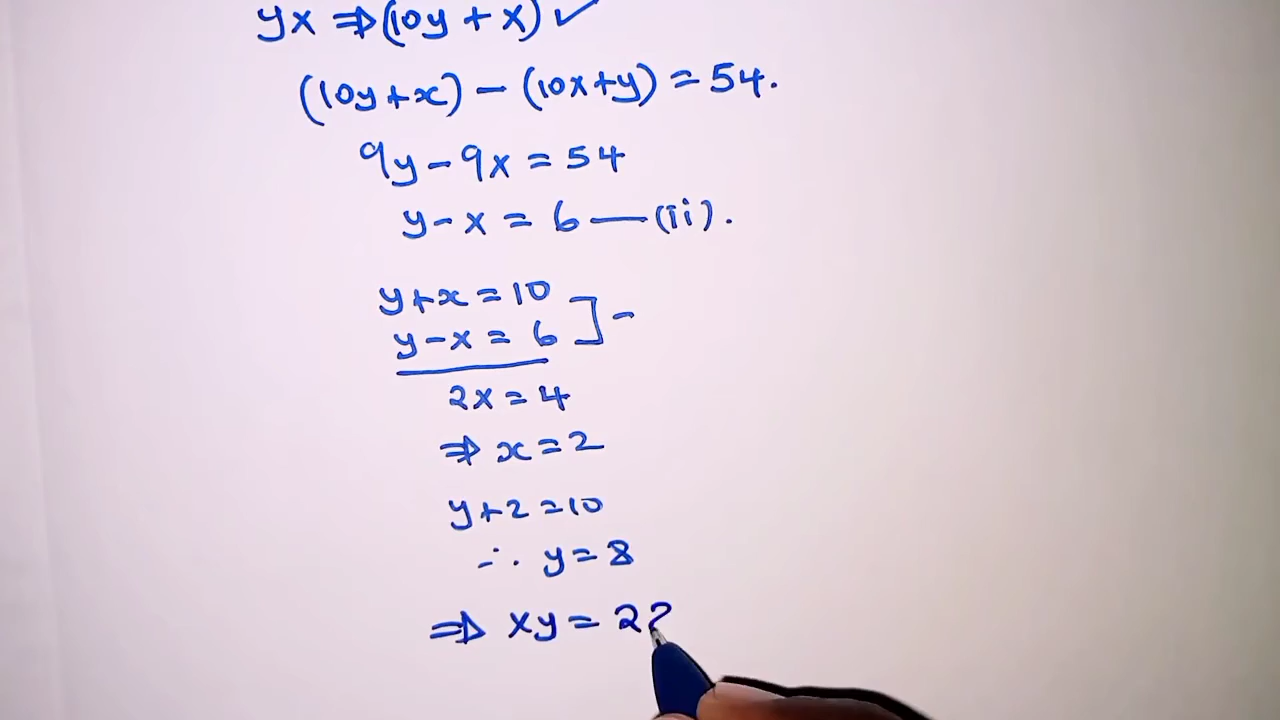 yx ⇒ (10y + x) ✓
(10y + x) − (10x + y) = 54.
9y − 9x = 54
y − x = 6 — (ii).
y + x = 10
y − x = 6 ] −
2x = 4
⇒ x = 2
y + 2 = 10
∴ y = 8
⇒ xy = 2